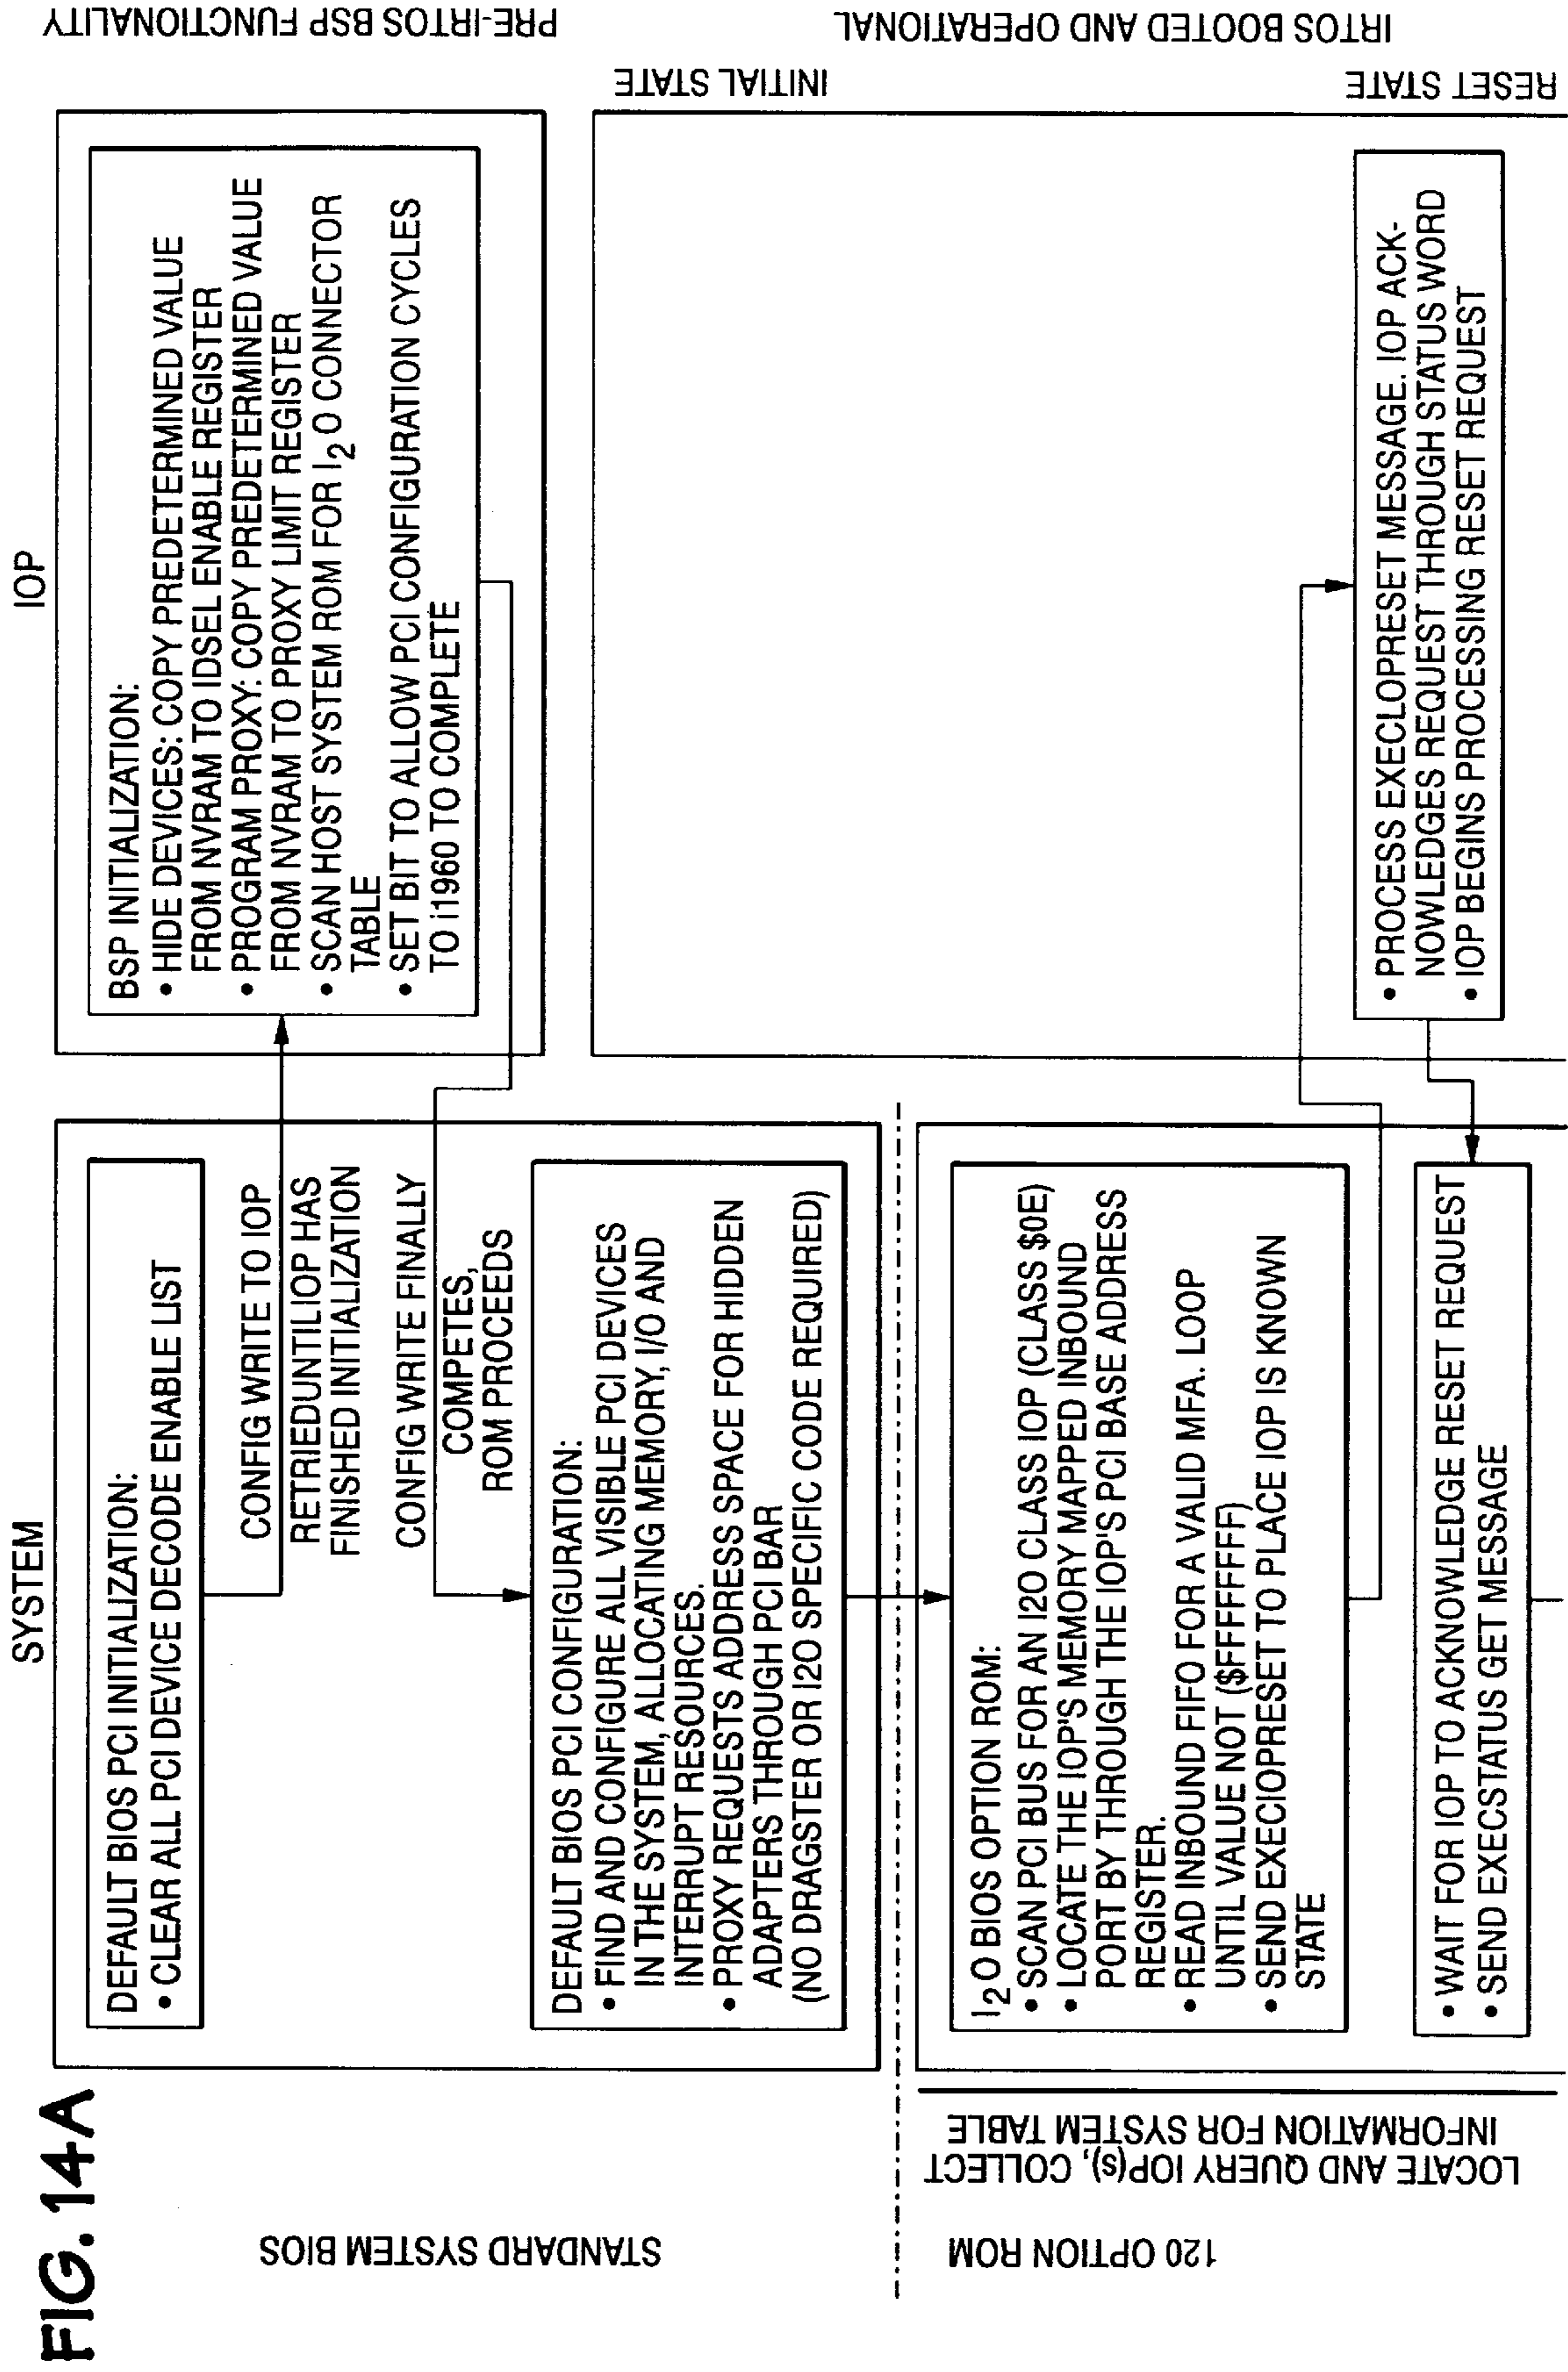 FIG. 14A
SYSTEM
IOP
DEFAULT BIOS PCI INITIALIZATION:
• CLEAR ALL PCI DEVICE DECODE ENABLE LIST
CONFIG WRITE TO IOP
RETRIEDUNTILIOP HAS
FINISHED INITIALIZATION
BSP INITIALIZATION:
• HIDE DEVICES: COPY PREDETERMINED VALUE
FROM NVRAM TO IDSEL ENABLE REGISTER
• PROGRAM PROXY: COPY PREDETERMINED VALUE
FROM NVRAM TO PROXY LIMIT REGISTER
• SCAN HOST SYSTEM ROM FOR I2O CONNECTOR
TABLE
• SET BIT TO ALLOW PCI CONFIGURATION CYCLES
TO i1960 TO COMPLETE
PRE-IRTOS BSP FUNCTIONALITY
CONFIG WRITE FINALLY
COMPETES,
ROM PROCEEDS
DEFAULT BIOS PCI CONFIGURATION:
• FIND AND CONFIGURE ALL VISIBLE PCI DEVICES
IN THE SYSTEM, ALLOCATING MEMORY, I/O AND
INTERRUPT RESOURCES.
• PROXY REQUESTS ADDRESS SPACE FOR HIDDEN
ADAPTERS THROUGH PCI BAR
(NO DRAGSTER OR I2O SPECIFIC CODE REQUIRED)
STANDARD SYSTEM BIOS
INITIAL STATE
IRTOS BOOTED AND OPERATIONAL
120 OPTION ROM
LOCATE AND QUERY IOP(s), COLLECT
INFORMATION FOR SYSTEM TABLE
I2O BIOS OPTION ROM:
• SCAN PCI BUS FOR AN I2O CLASS IOP (CLASS $0E)
• LOCATE THE IOP'S MEMORY MAPPED INBOUND
PORT BY THROUGH THE IOP'S PCI BASE ADDRESS
REGISTER.
• READ INBOUND FIFO FOR A VALID MFA. LOOP
UNTIL VALUE NOT ($FFFFFFFF)
• SEND EXECIOPRESET TO PLACE IOP IS KNOWN
STATE
• PROCESS EXECLOPRESET MESSAGE. IOP ACK-
NOWLEDGES REQUEST THROUGH STATUS WORD
• IOP BEGINS PROCESSING RESET REQUEST
RESET STATE
• WAIT FOR IOP TO ACKNOWLEDGE RESET REQUEST
• SEND EXECSTATUS GET MESSAGE